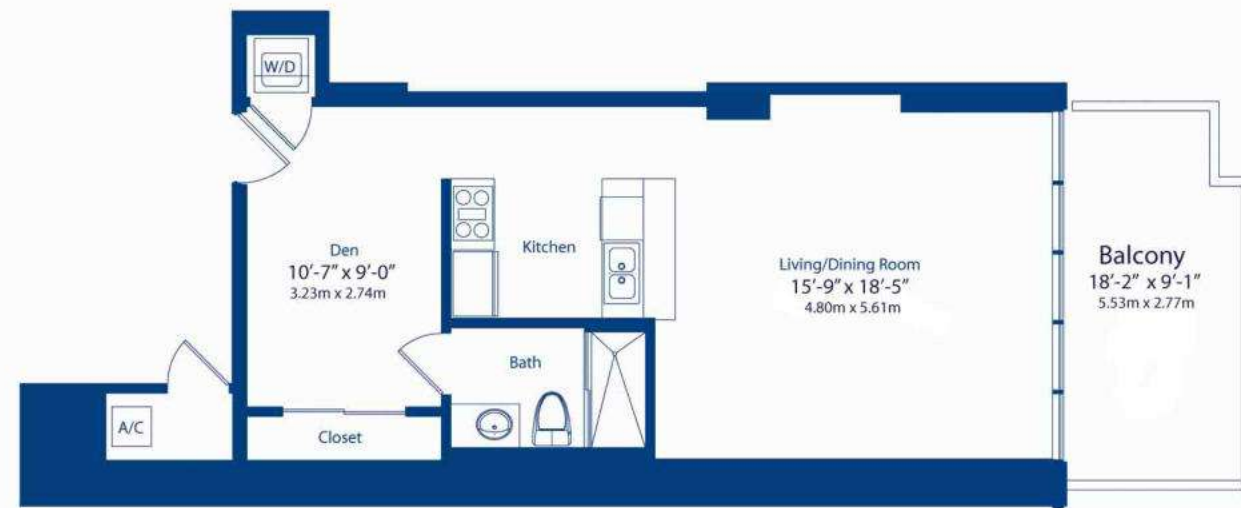 W/D
Den
10’-7” x 9’-0”
3.23m x 2.74m
Kitchen
Living/Dining Room
15’-9” x 18’-5”
4.80m x 5.61m
Balcony
18’-2” x 9’-1”
5.53m x 2.77m
Bath
A/C
Closet